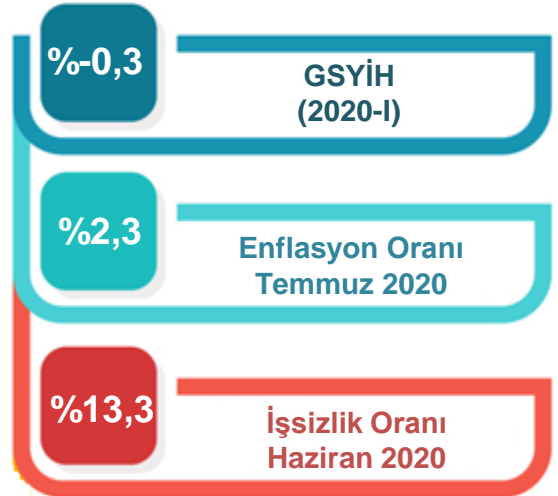 %-0,3
GSYİH
(2020-I)
%2,3
Enflasyon Oranı
Temmuz 2020
%13,3
İşsizlik Oranı
Haziran 2020